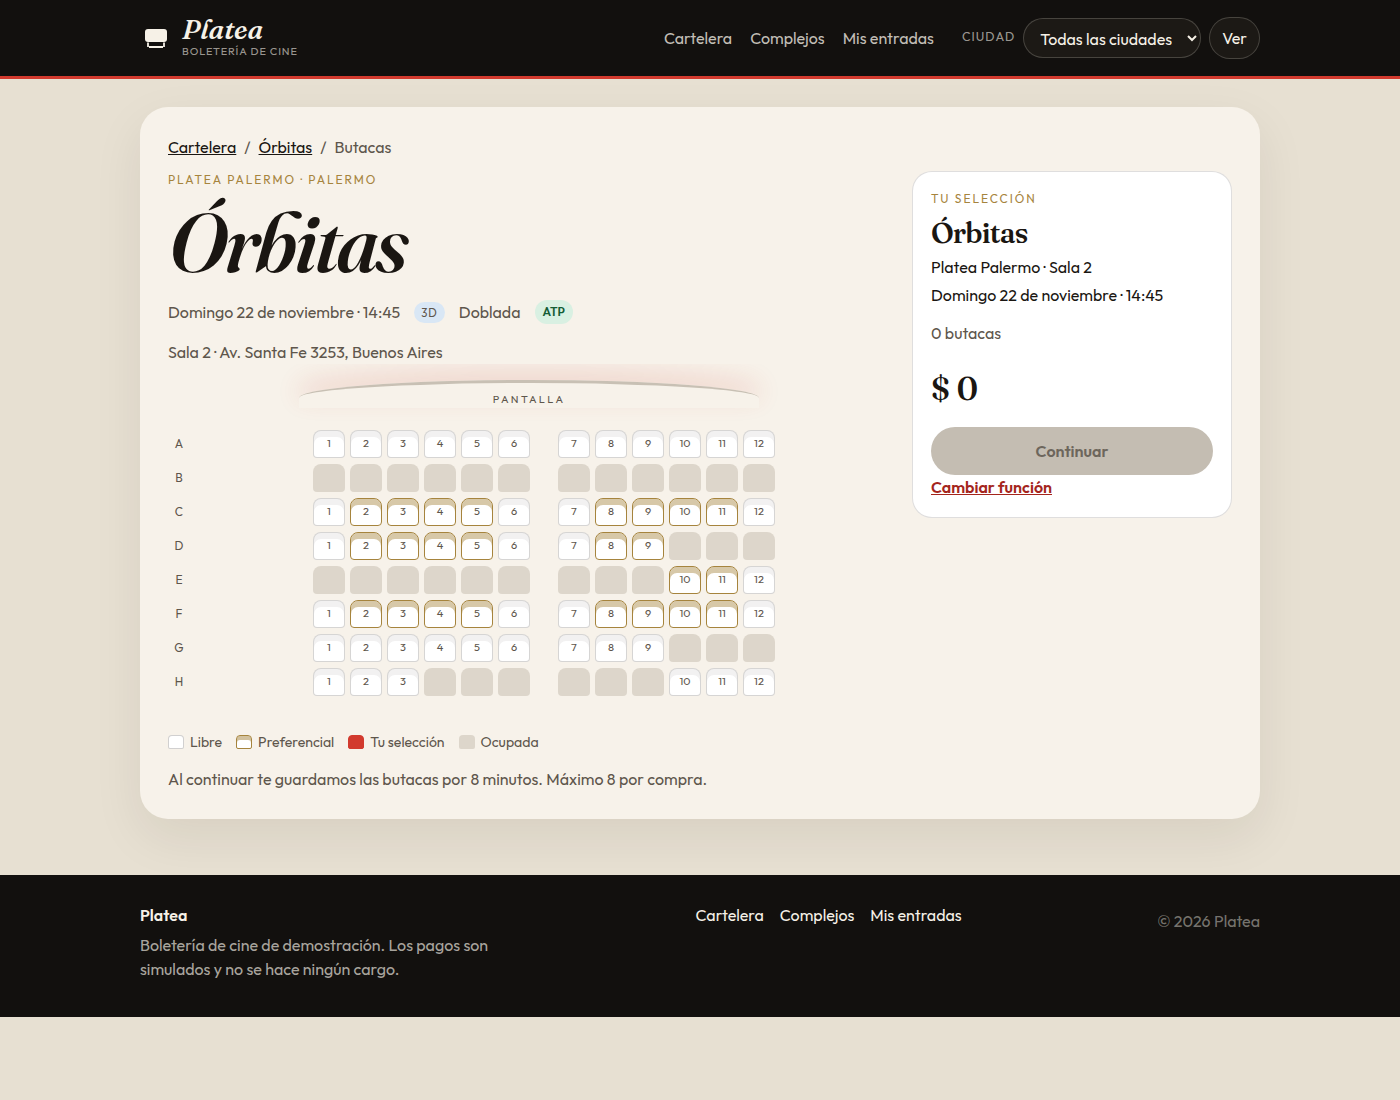 Platea
BOLETERÍA DE CINE
Cartelera Complejos Mis entradas CIUDAD Todas las ciudades Ver
Cartelera / Órbitas / Butacas
PLATEA PALERMO · PALERMO
Órbitas
Domingo 22 de noviembre · 14:45 3D Doblada ATP
Sala 2 · Av. Santa Fe 3253, Buenos Aires
PANTALLA
A 1 2 3 4 5 6 7 8 9 10 11 12
B
C 1 2 3 4 5 6 7 8 9 10 11 12
D 1 2 3 4 5 6 7 8 9
E 10 11 12
F 1 2 3 4 5 6 7 8 9 10 11 12
G 1 2 3 4 5 6 7 8 9
H 1 2 3 10 11 12
Libre Preferencial Tu selección Ocupada
Al continuar te guardamos las butacas por 8 minutos. Máximo 8 por compra.
TU SELECCIÓN
Órbitas
Platea Palermo · Sala 2
Domingo 22 de noviembre · 14:45
0 butacas
$ 0
Continuar
Cambiar función
Platea
Boletería de cine de demostración. Los pagos son
simulados y no se hace ningún cargo.
Cartelera Complejos Mis entradas
© 2026 Platea